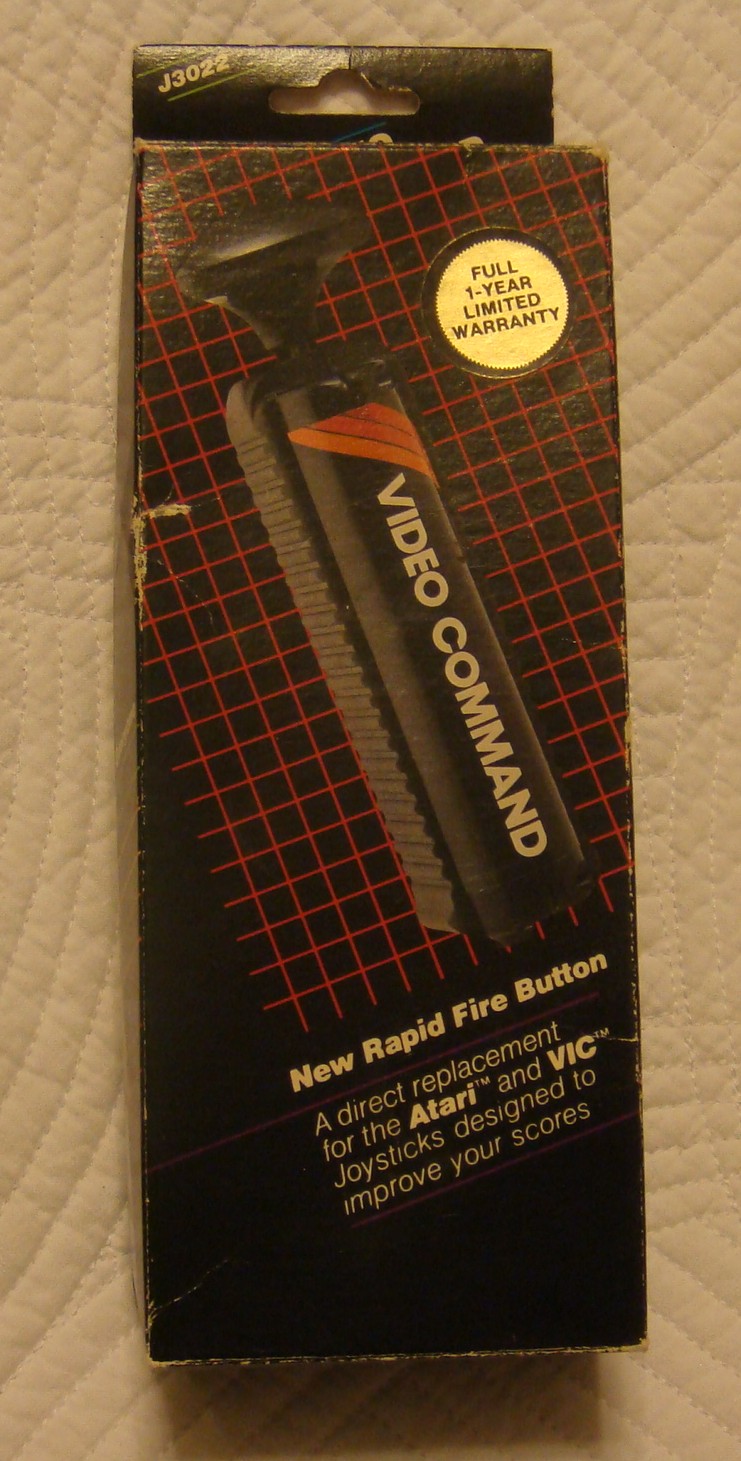 J3022
FULL
1-YEAR
LIMITED
WARRANTY
VIDEO COMMAND
New Rapid Fire Button
A direct replacement
for the Atari™ and VIC™
Joysticks designed to
improve your scores